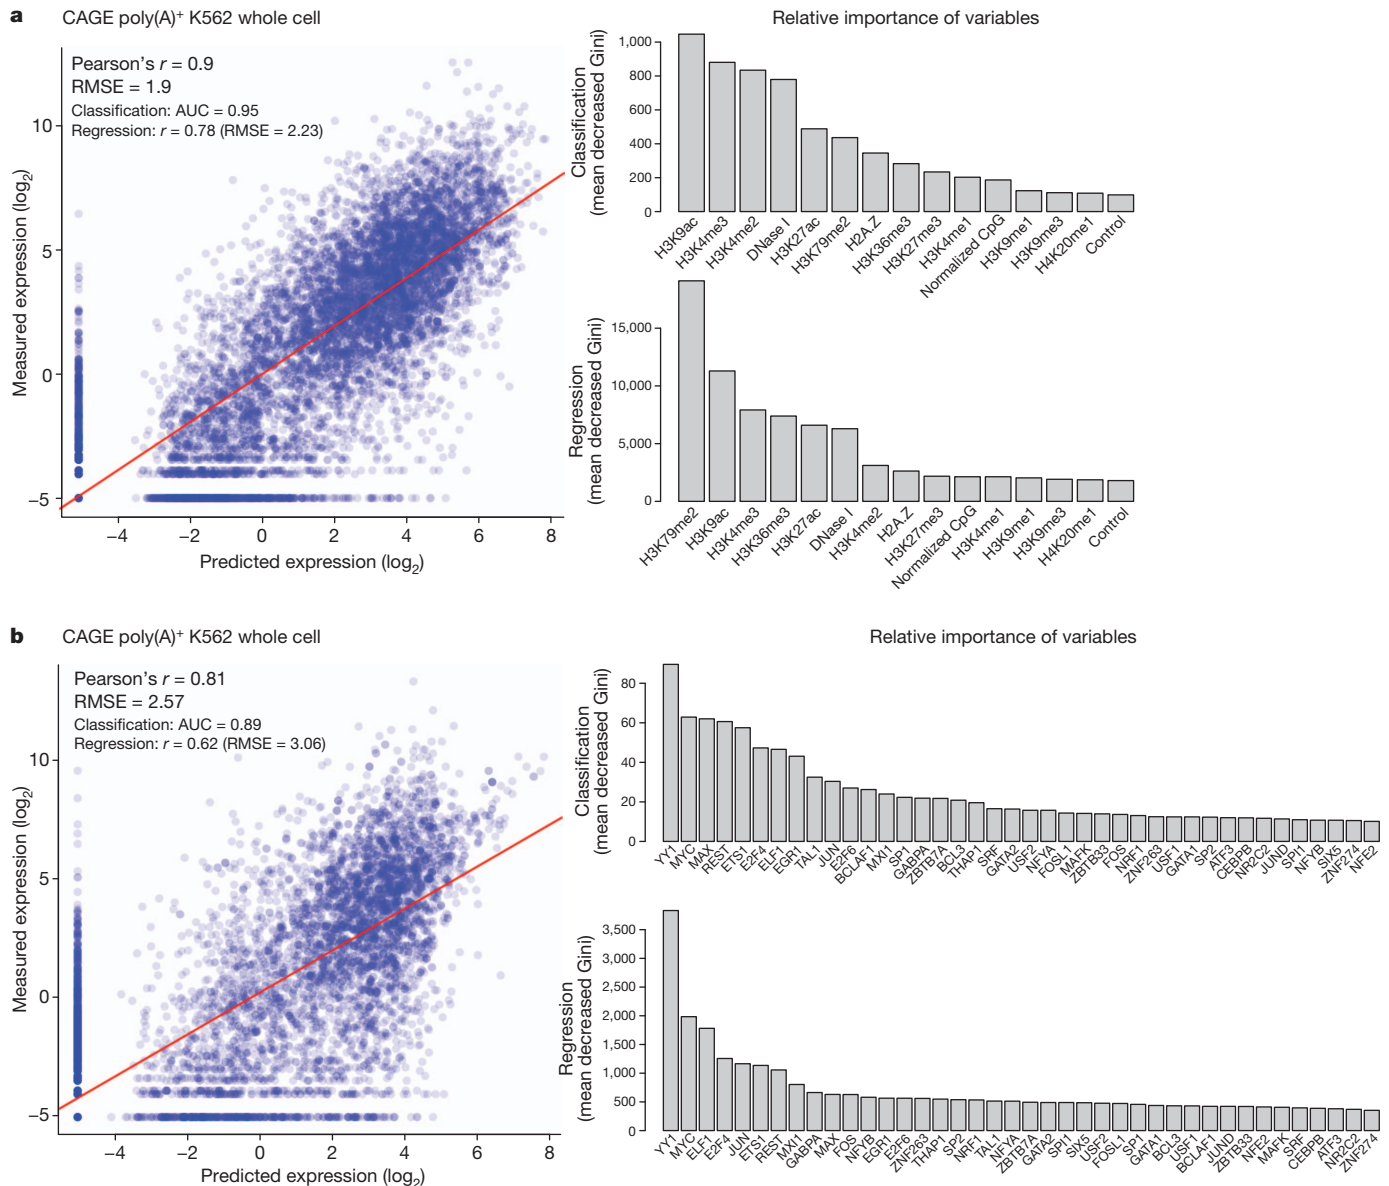 a
CAGE poly(A)+ K562 whole cell
Pearson's r = 0.9
RMSE = 1.9
Classification: AUC = 0.95
Regression: r = 0.78 (RMSE = 2.23)
Measured expression (log2)
10
5
0
−5
−4
−2
0
2
4
6
8
Predicted expression (log2)
Relative importance of variables
Classification
(mean decreased Gini)
1,000
800
600
400
200
0
H3K9ac
H3K4me3
H3K4me2
DNase I
H3K27ac
H3K79me2
H2A.Z
H3K36me3
H3K27me3
H3K4me1
Normalized CpG
H3K9me1
H3K9me3
H4K20me1
Control
Regression
(mean decreased Gini)
15,000
10,000
5,000
0
H3K79me2
H3K9ac
H3K4me3
H3K36me3
H3K27ac
DNase I
H3K4me2
H2A.Z
H3K27me3
Normalized CpG
H3K4me1
H3K9me1
H3K9me3
H4K20me1
Control
b
CAGE poly(A)+ K562 whole cell
Pearson's r = 0.81
RMSE = 2.57
Classification: AUC = 0.89
Regression: r = 0.62 (RMSE = 3.06)
Measured expression (log2)
10
5
0
−5
−4
−2
0
2
4
6
8
Predicted expression (log2)
Relative importance of variables
Classification
(mean decreased Gini)
80
60
40
20
0
YY1
MYC
MAX
REST
ETS1
E2F4
ELF1
EGR1
TAL1
JUN
E2F6
BCLAF1
MXI1
SP1
GABPA
ZBTB7A
BCL3
THAP1
SRF
GATA2
USF2
NFYA
FOSL1
MAFK
ZBTB33
FOS
NRF1
ZNF263
USF1
GATA1
SP2
ATF3
CEBPB
NR2C2
JUND
SPI1
NFYB
SIX5
ZNF274
NFE2
Regression
(mean decreased Gini)
3,500
3,000
2,500
2,000
1,500
1,000
500
0
YY1
MYC
ELF1
E2F4
JUN
ETS1
REST
MXI1
GABPA
MAX
FOS
NFYB
EGR1
E2F6
ZNF263
THAP1
SP2
NRF1
TAL1
NFYA
ZBTB7A
GATA2
SPI1
SIX5
USF2
FOSL1
SP1
GATA1
BCL3
USF1
BCLAF1
JUND
ZBTB33
NFE2
MAFK
SRF
CEBPB
ATF3
NR2C2
ZNF274